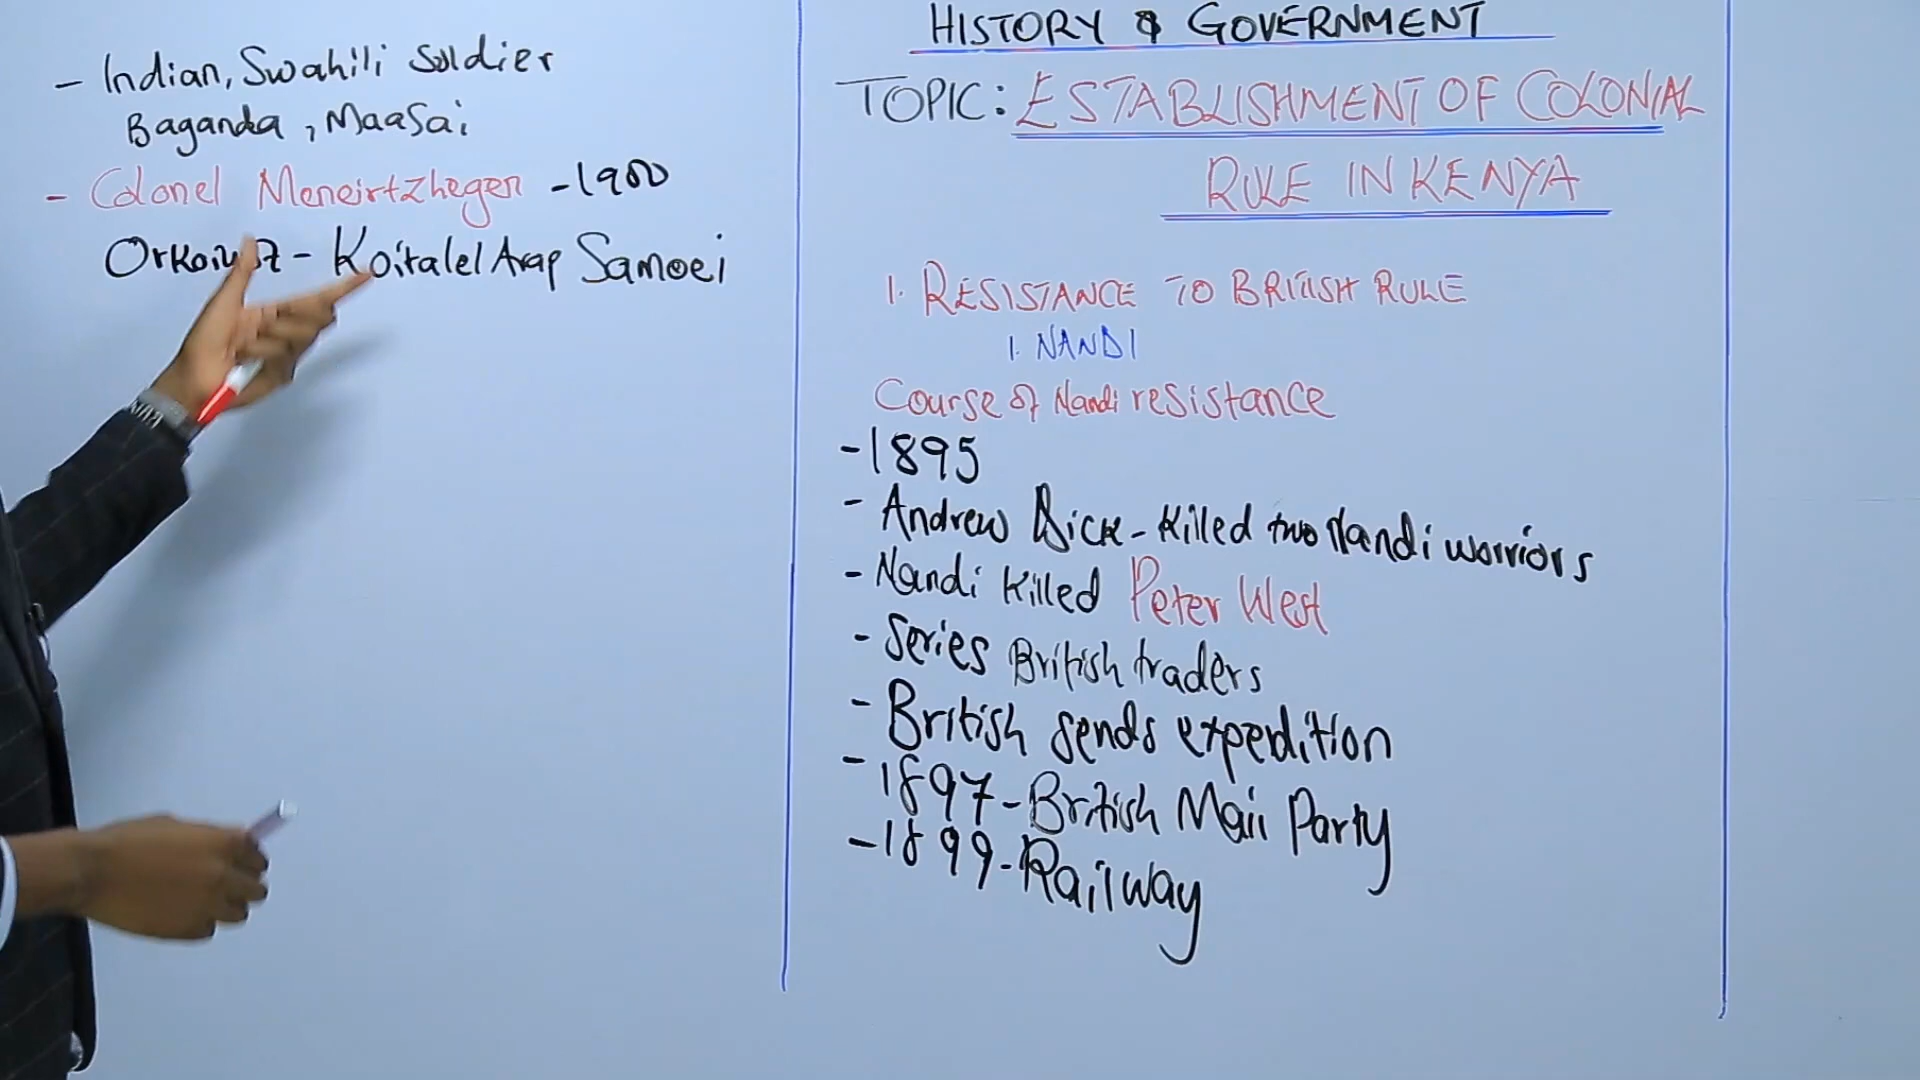 - Indian, Swahili Soldier
Baganda, Maasai
- Colonel Meneirtzhegen - 1900
Koitalel Arap Samoei
HISTORY & GOVERNMENT
TOPIC: ESTABLISHMENT OF COLONIAL
RULE IN KENYA
1. RESISTANCE TO BRITISH RULE
1. NANDI
Course of Nandi resistance
- 1895
- Andrew Dick - Killed two Nandi worriors
- Nandi Killed Peter West
- Series British traders
- British sends expedition
- 1897 - British Mail Party
- 1899 - Railway